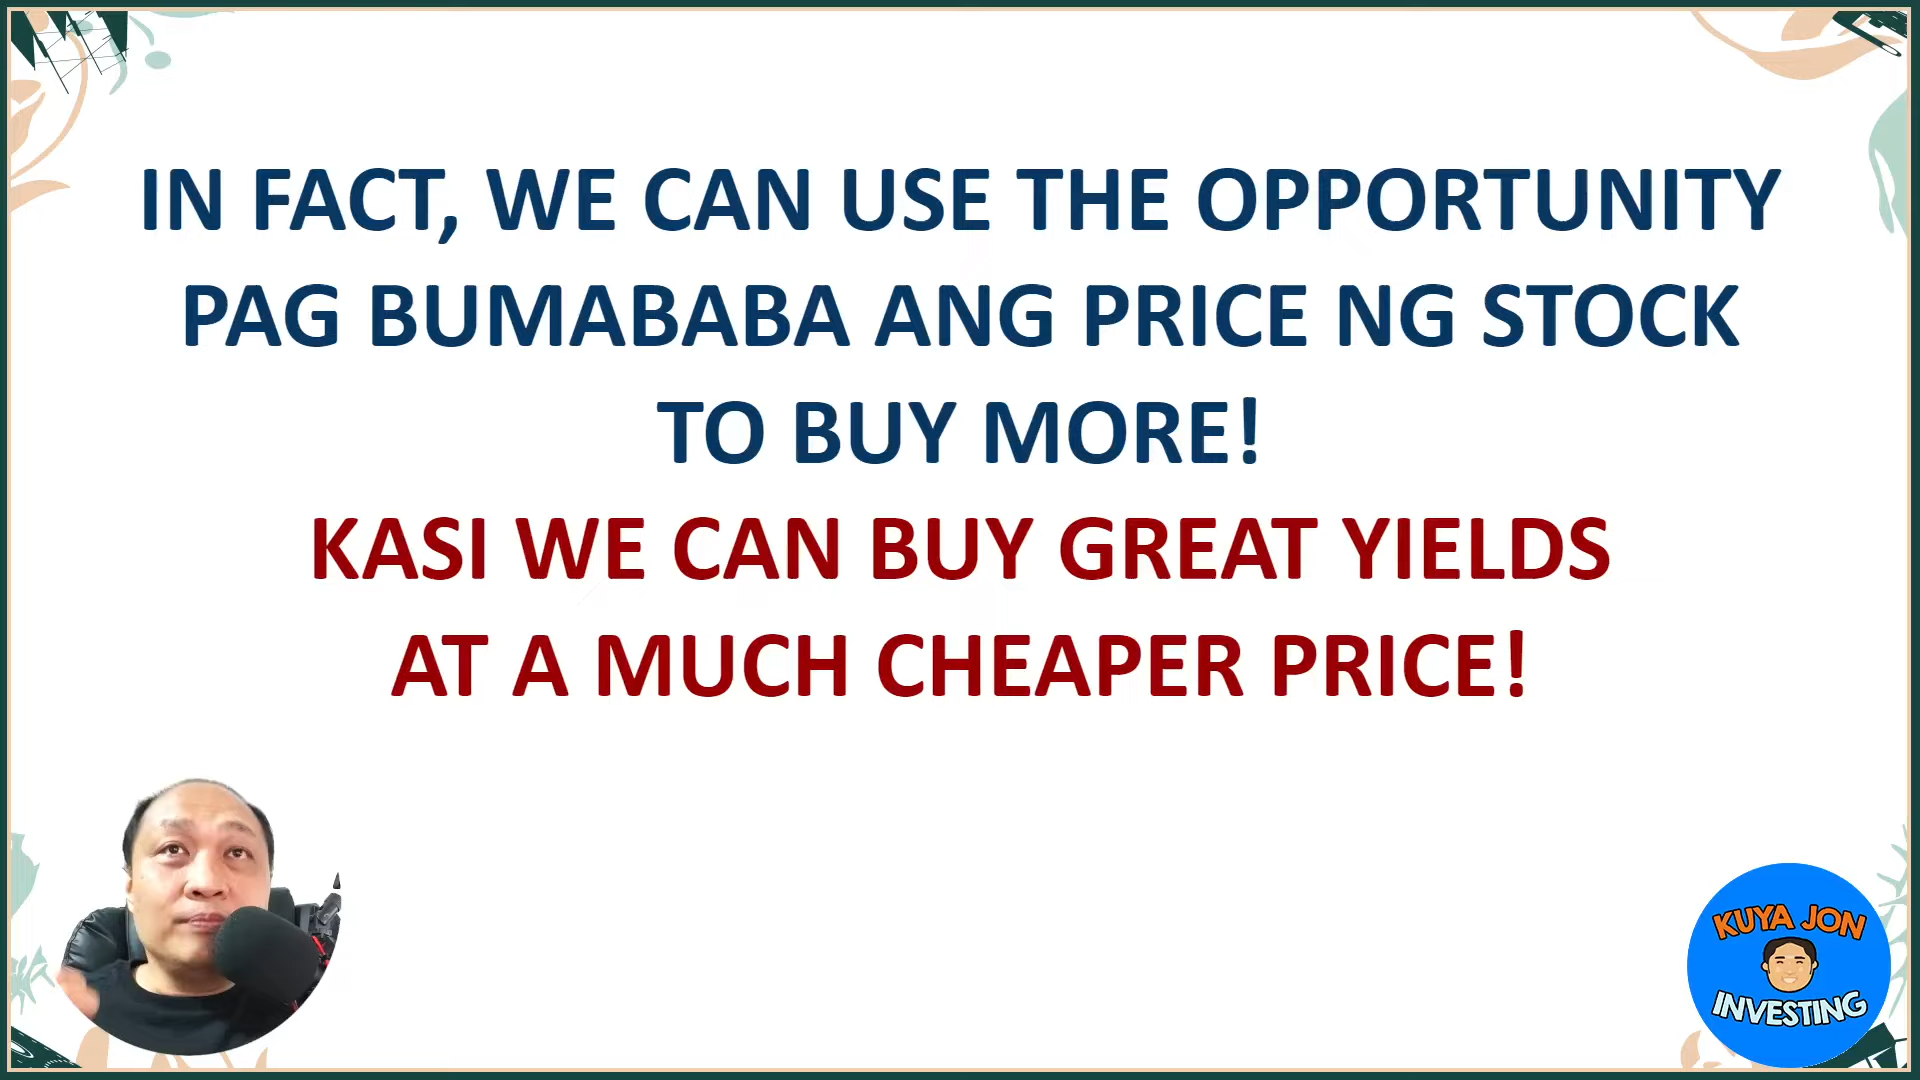 IN FACT, WE CAN USE THE OPPORTUNITY
PAG BUMABABA ANG PRICE NG STOCK
TO BUY MORE!
KASI WE CAN BUY GREAT YIELDS
AT A MUCH CHEAPER PRICE!
KUYA JON
INVESTING